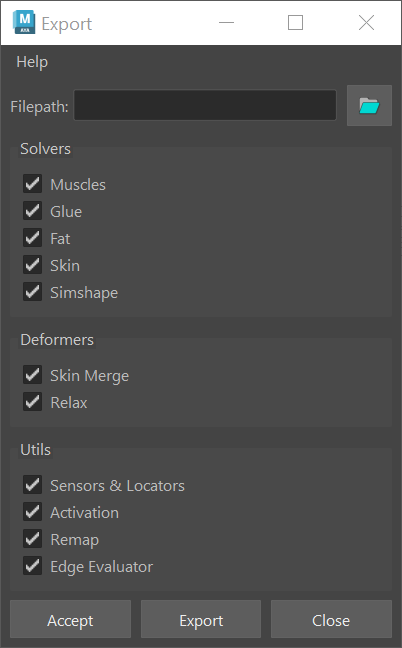 M
AYA
Export
Help
Filepath:
Solvers
Muscles
Glue
Fat
Skin
Simshape
Deformers
Skin Merge
Relax
Utils
Sensors & Locators
Activation
Remap
Edge Evaluator
Accept Export Close